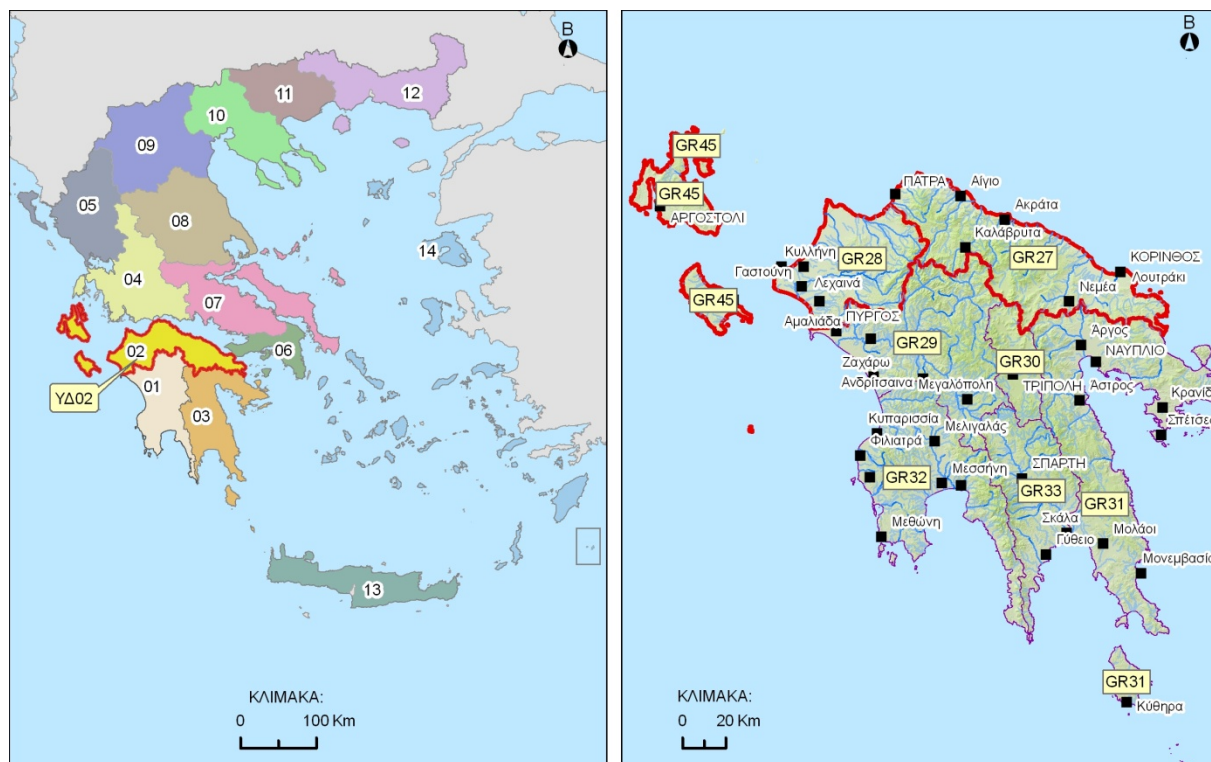 Β
11
12
10
09
05
08
14
04
07
06
02
ΥΔ02
01
03
13
ΚΛΙΜΑΚΑ:
0 100 Km
Β
GR45
GR45
ΑΡΓΟΣΤΟΛΙ
GR45
ΠΑΤΡΑ
Αίγιο
Ακράτα
Καλάβρυτα
Κυλλήνη
GR28
GR27
ΚΟΡΙΝΘΟΣ
Λουτράκι
Γαστούνη
Λεχαινά
Νεμέα
Αμαλιάδα
ΠΥΡΓΟΣ
Άργος
GR29
ΝΑΥΠΛΙΟ
Ζαχάρω
GR30
Ανδρίτσαινα
Μεγαλόπολη
ΤΡΙΠΟΛΗ
Άστρος
Κρανίδ
Σπέτσες
Κυπαρισσία
Μελιγαλάς
Φιλιατρά
ΣΠΑΡΤΗ
GR32
Μεσσήνη
GR33
GR31
Σκάλα
Μεθώνη
Μολάοι
Γύθειο
Μονεμβασία
GR31
Κύθηρα
ΚΛΙΜΑΚΑ:
0 20 Km